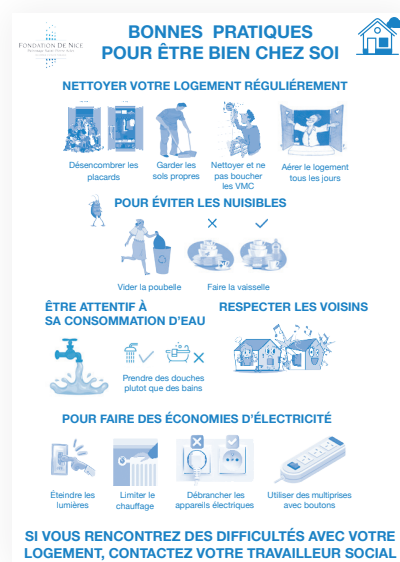 BONNES PRATIQUES
POUR ÊTRE BIEN CHEZ SOI
FONDATION DE NICE
NETTOYER VOTRE LOGEMENT RÉGULIÉREMENT
Désencombrer les
placards
Garder les
sols propres
Nettoyer et ne
pas boucher
les VMC
Aérer le logement
tous les jours
POUR ÉVITER LES NUISIBLES
Vider la poubelle
Faire la vaisselle
ÊTRE ATTENTIF À
SA CONSOMMATION D'EAU
Prendre des douches
plutot que des bains
RESPECTER LES VOISINS
POUR FAIRE DES ÉCONOMIES D'ÉLECTRICITÉ
Éteindre les
lumières
Limiter le
chauffage
Débrancher les
appareils électriques
Utiliser des multiprises
avec boutons
SI VOUS RENCONTREZ DES DIFFICULTÉS AVEC VOTRE
LOGEMENT, CONTACTEZ VOTRE TRAVAILLEUR SOCIAL